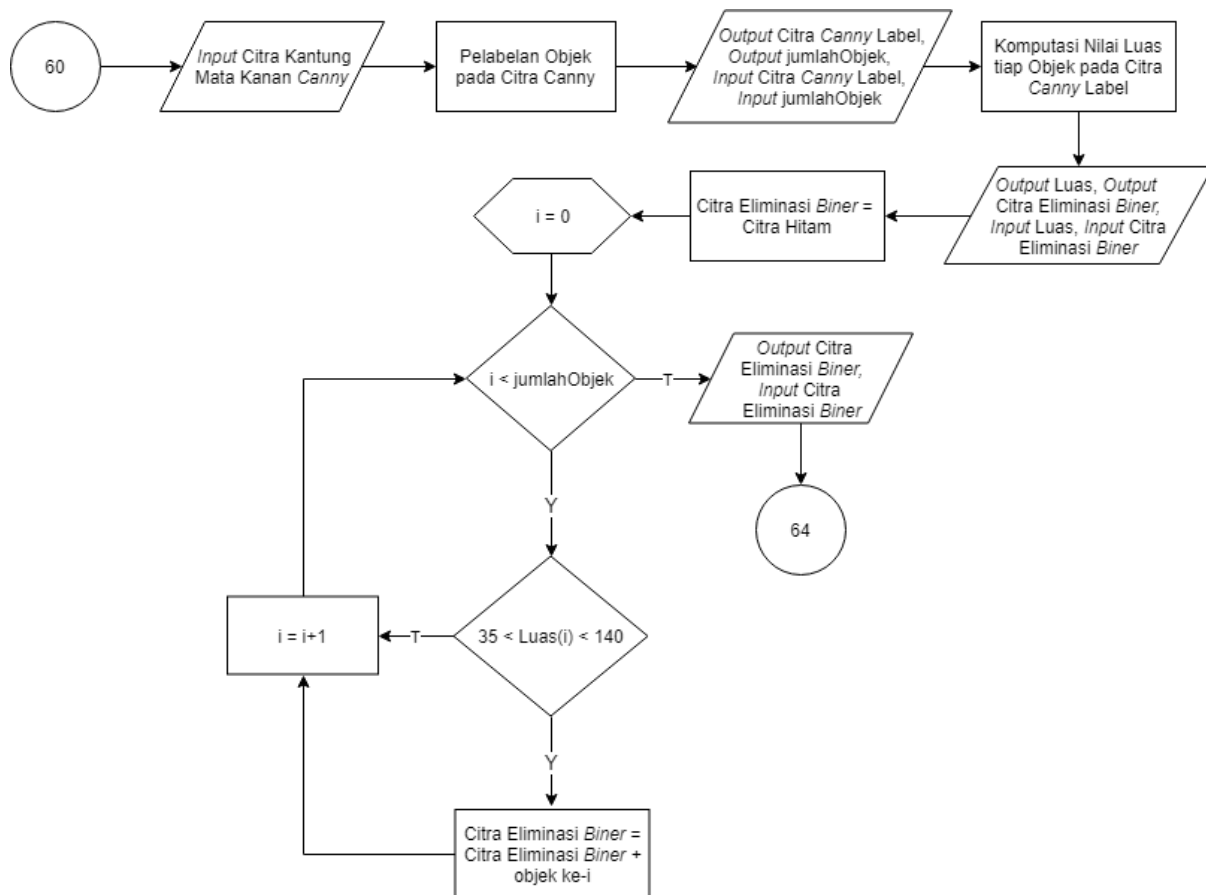 60
Input Citra Kantung
Mata Kanan Canny
Pelabelan Objek
pada Citra Canny
Output Citra Canny Label,
Output jumlahObjek,
Input Citra Canny Label,
Input jumlahObjek
Komputasi Nilai Luas
tiap Objek pada Citra
Canny Label
Output Luas, Output
Citra Eliminasi Biner,
Input Luas, Input Citra
Eliminasi Biner
Citra Eliminasi Biner =
Citra Hitam
i = 0
i < jumlahObjek
T
Output Citra
Eliminasi Biner,
Input Citra
Eliminasi Biner
64
Y
35 < Luas(i) < 140
T
i = i+1
Y
Citra Eliminasi Biner =
Citra Eliminasi Biner +
objek ke-i